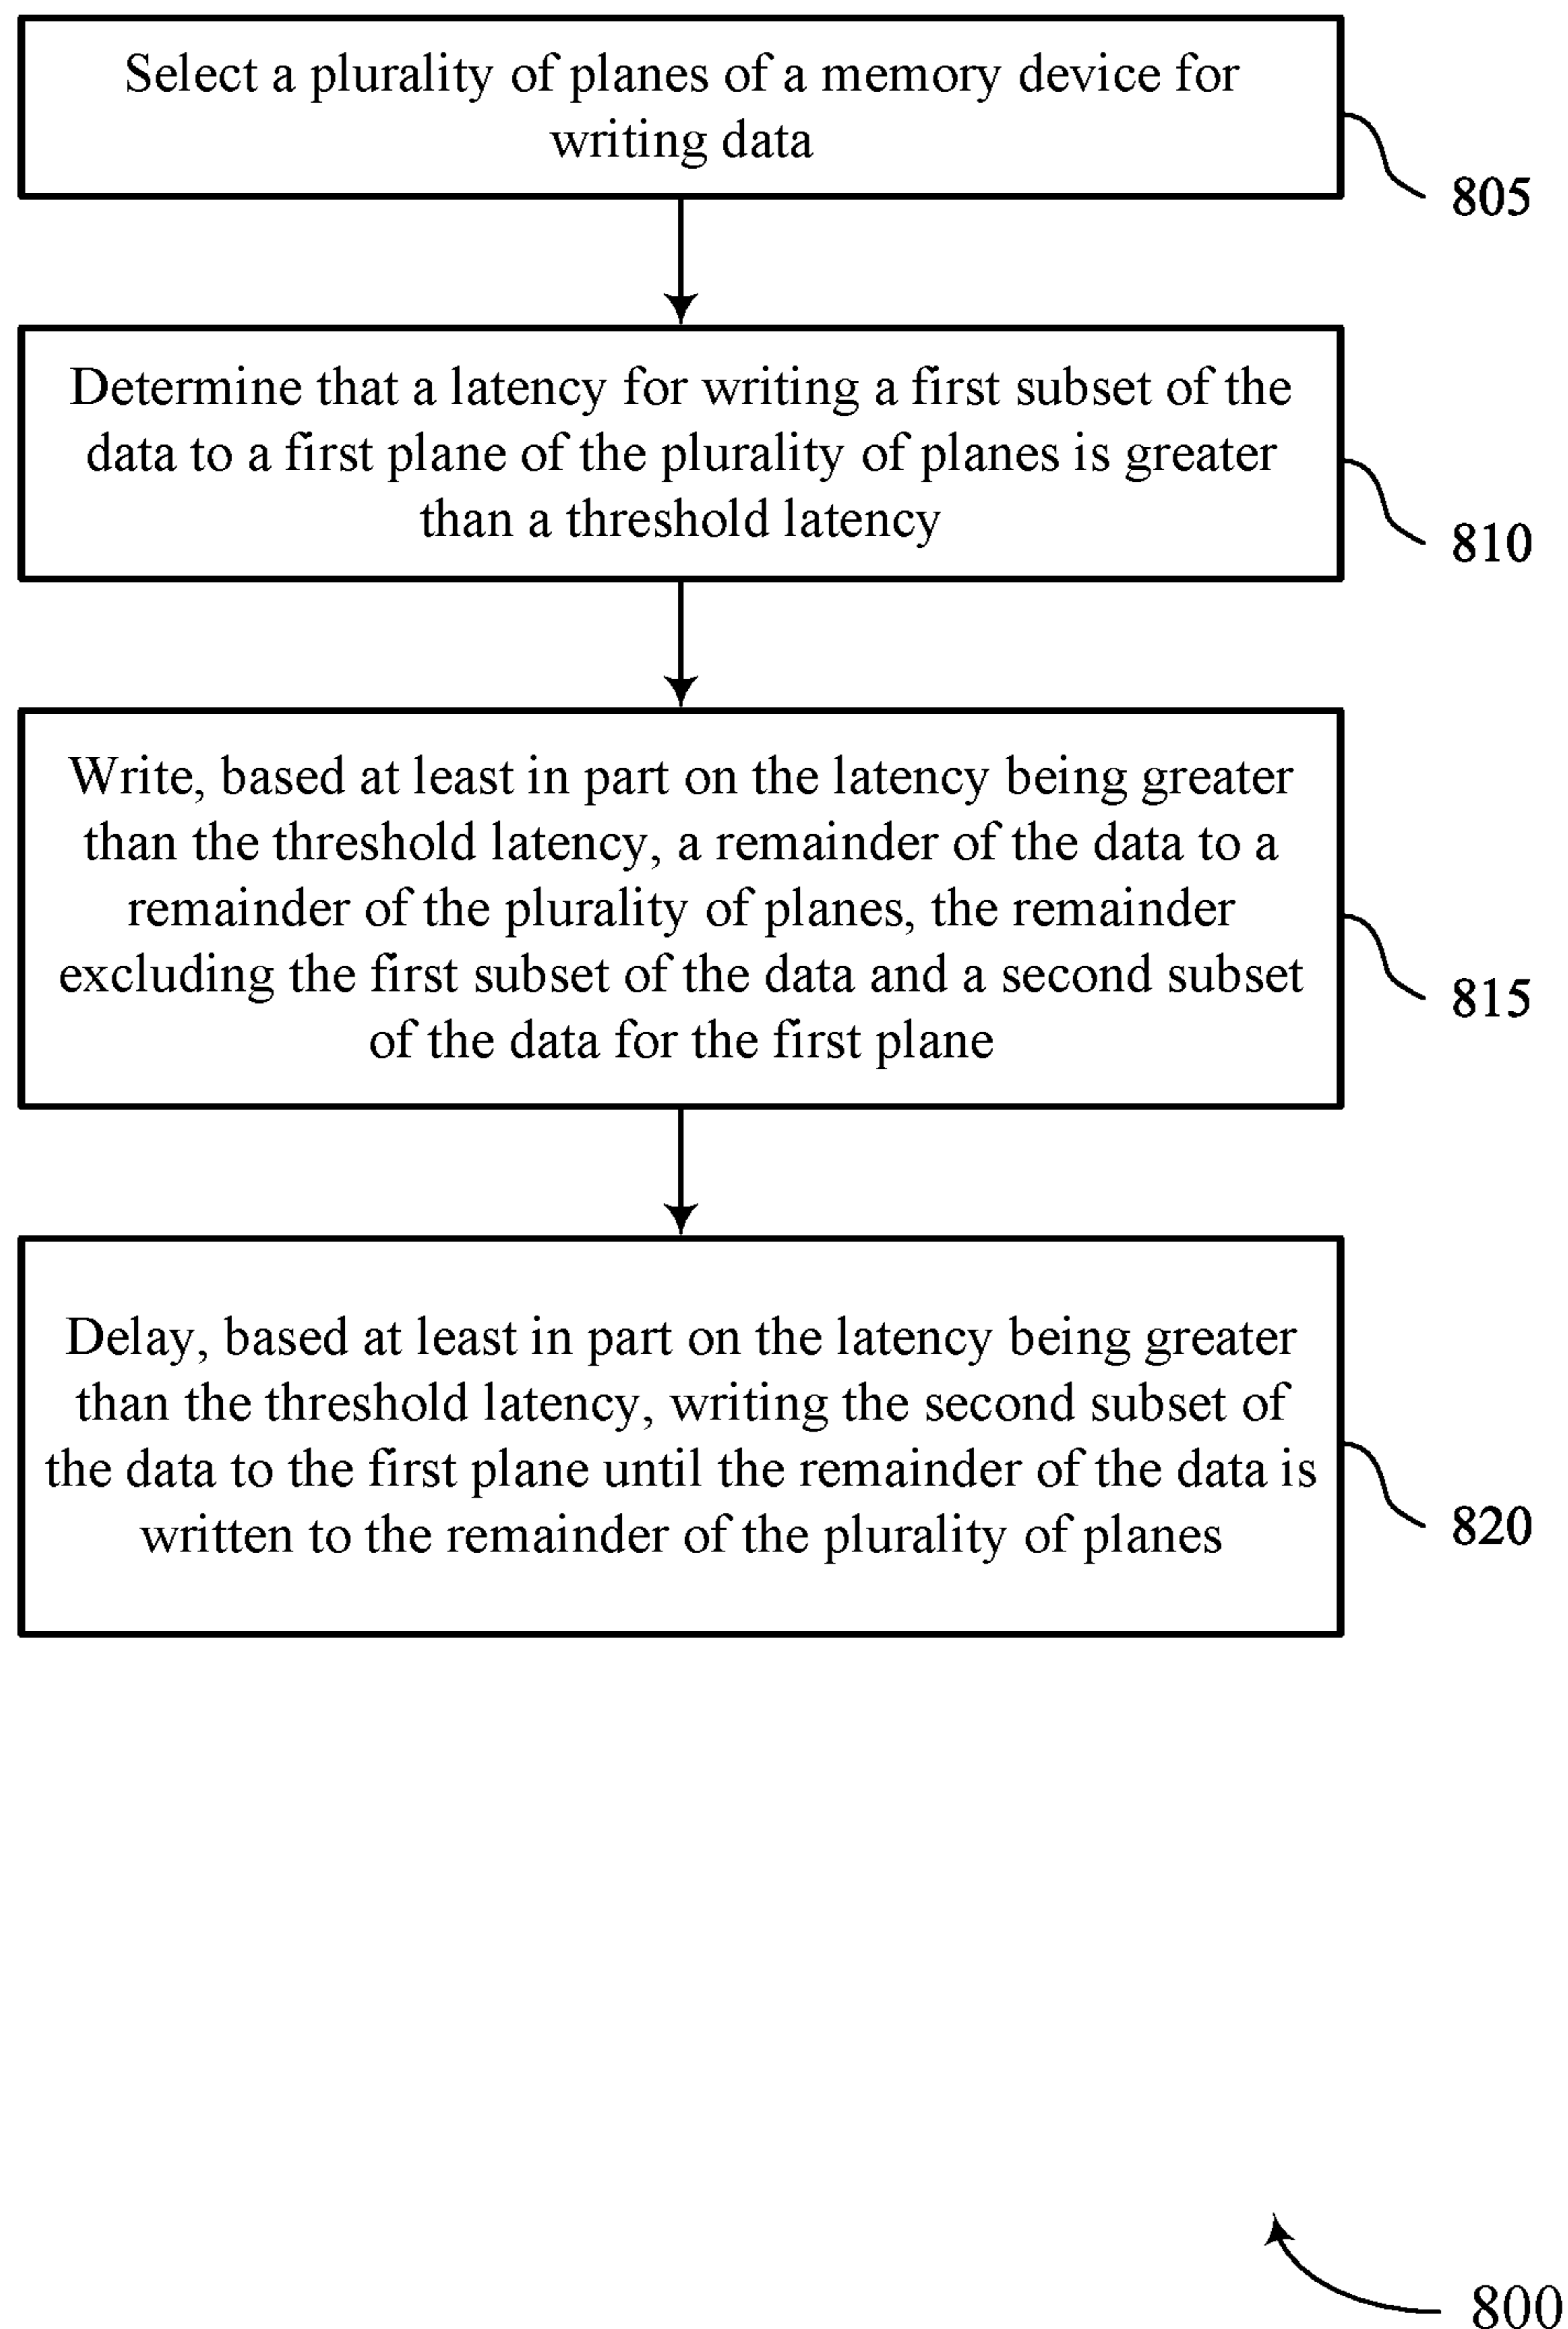 Select a plurality of planes of a memory device for
writing data
805
Determine that a latency for writing a first subset of the
data to a first plane of the plurality of planes is greater
than a threshold latency
810
Write, based at least in part on the latency being greater
than the threshold latency, a remainder of the data to a
remainder of the plurality of planes, the remainder
excluding the first subset of the data and a second subset
of the data for the first plane
815
Delay, based at least in part on the latency being greater
than the threshold latency, writing the second subset of
the data to the first plane until the remainder of the data is
written to the remainder of the plurality of planes
820
800